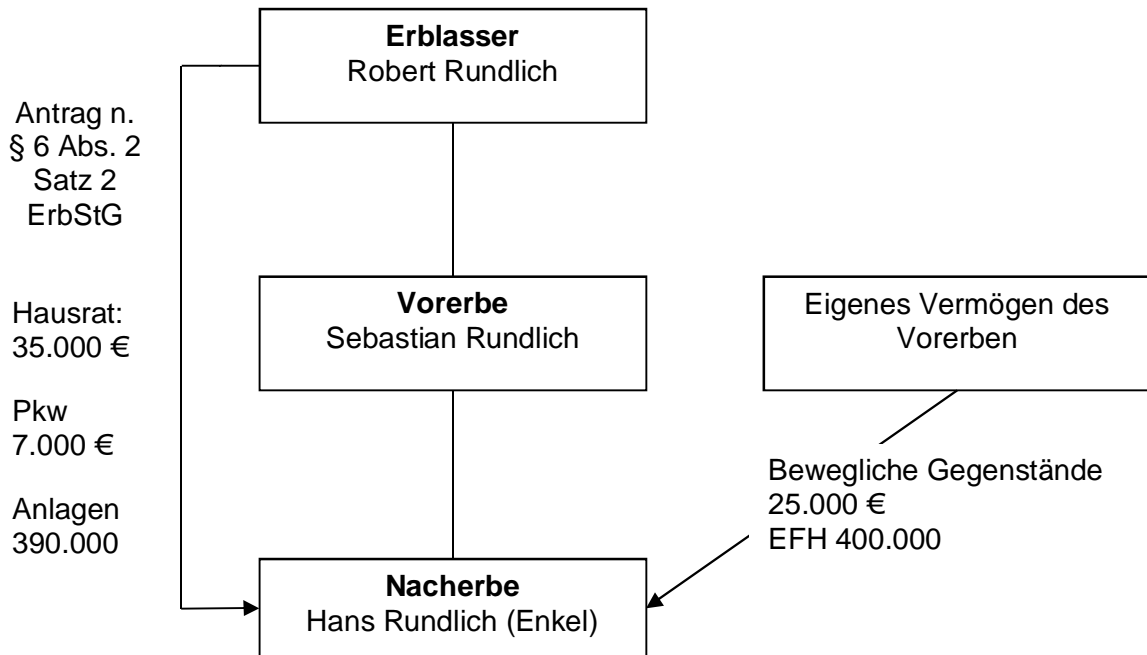 Erblasser
Robert Rundlich
Antrag n.
§ 6 Abs. 2
Satz 2
ErbStG
Hausrat:
35.000 €
Pkw
7.000 €
Anlagen
390.000
Vorerbe
Sebastian Rundlich
Eigenes Vermögen des
Vorerben
Bewegliche Gegenstände
25.000 €
EFH 400.000
Nacherbe
Hans Rundlich (Enkel)